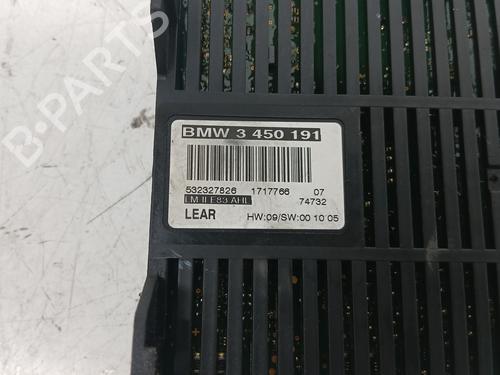 BMW 3 450 191
532327826 1717766 07
LM II E83 AHL 74732
LEAR HW:09/SW:00 10 05
B-Parts